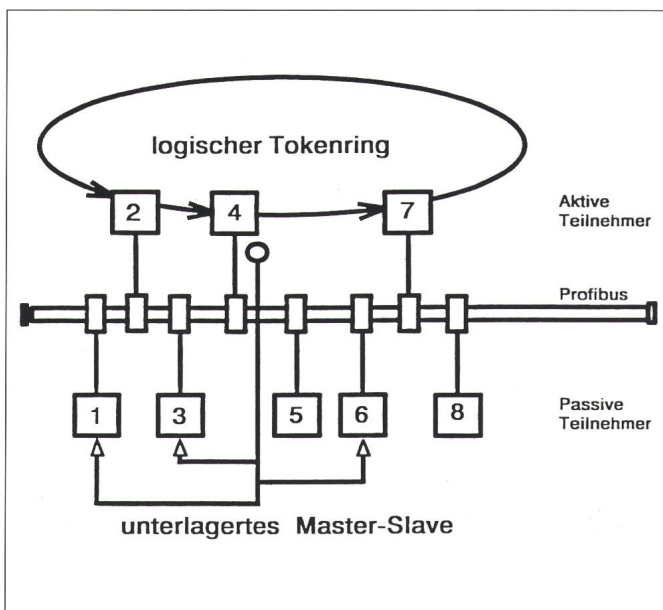 logischer Tokenring
2 4 7
Aktive
Teilnehmer
Profibus
1 3 5 6 8
Passive
Teilnehmer
unterlagertes Master-Slave